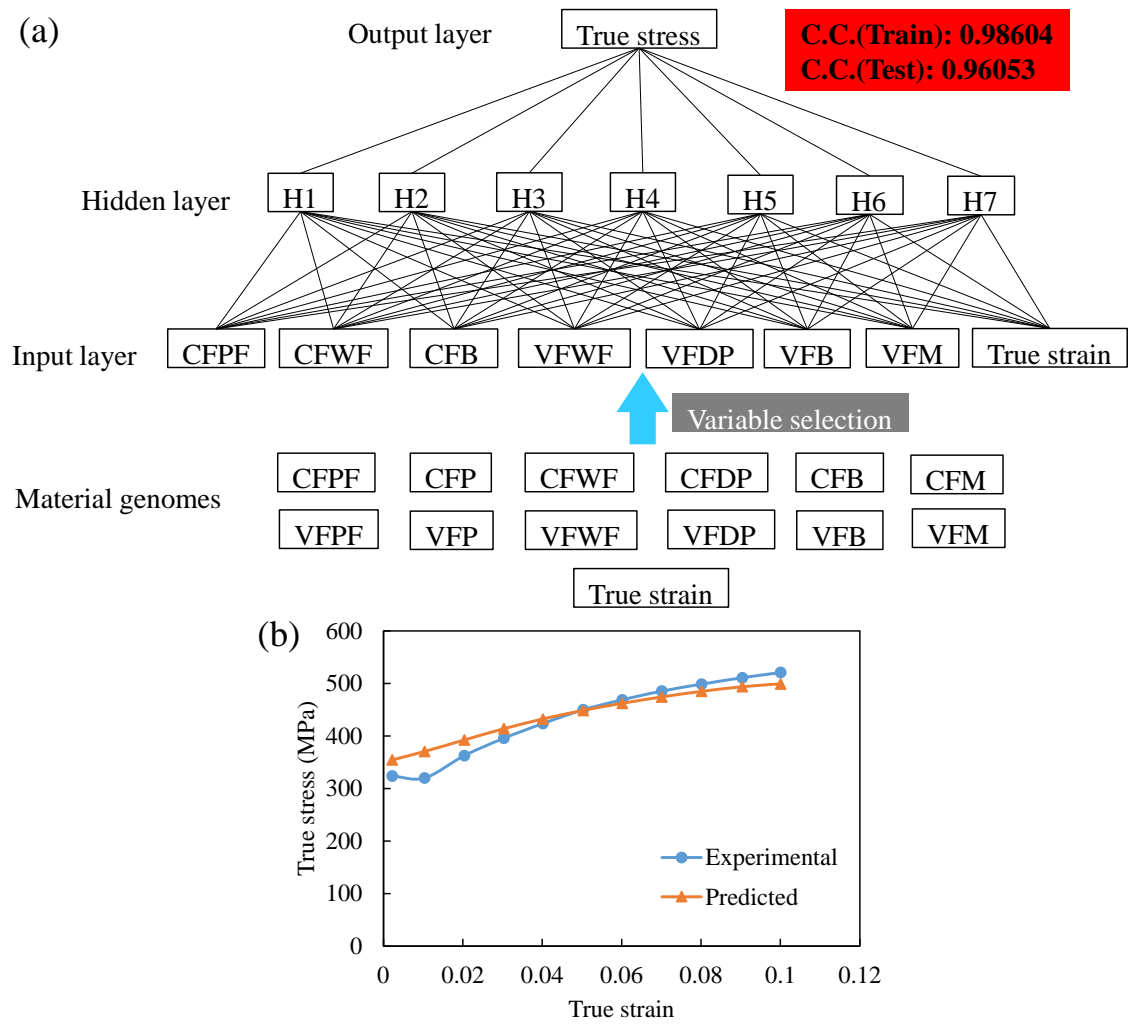 (a)
Output layer
True stress
C.C.(Train): 0.98604
C.C.(Test): 0.96053
Hidden layer
H1 H2 H3 H4 H5 H6 H7
Input layer
CFPF CFWF CFB VFWF VFDP VFB VFM True strain
Variable selection
Material genomes
CFPF CFP CFWF CFDP CFB CFM
VFPF VFP VFWF VFDP VFB VFM
True strain
(b)
600
500
400
300
200
100
0
True stress (MPa)
Experimental
Predicted
0 0.02 0.04 0.06 0.08 0.1 0.12
True strain